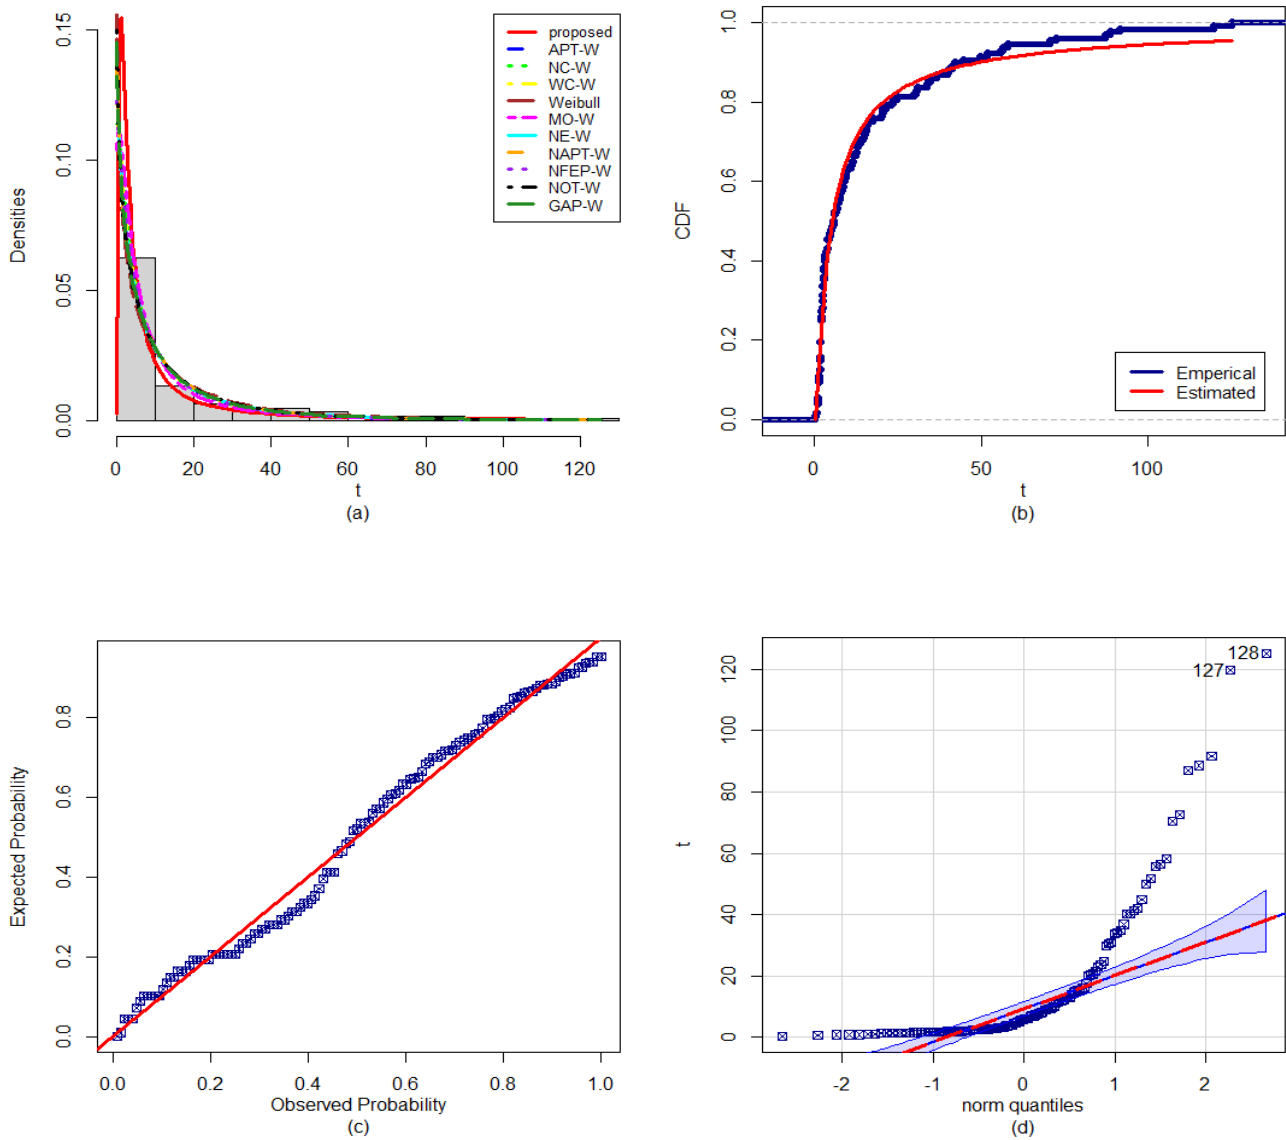 proposed
APT-W
NC-W
WC-W
Weibull
MO-W
NE-W
NAPT-W
NFEP-W
NOT-W
GAP-W
Densities
0.00 0.05 0.10 0.15
0 20 40 60 80 100 120
t
(a)
CDF
0.0 0.2 0.4 0.6 0.8 1.0
Emperical
Estimated
0 50 100
t
(b)
Expected Probability
0.0 0.2 0.4 0.6 0.8
0.0 0.2 0.4 0.6 0.8 1.0
Observed Probability
(c)
t
0 20 40 60 80 100 120
128
127
-2 -1 0 1 2
norm quantiles
(d)